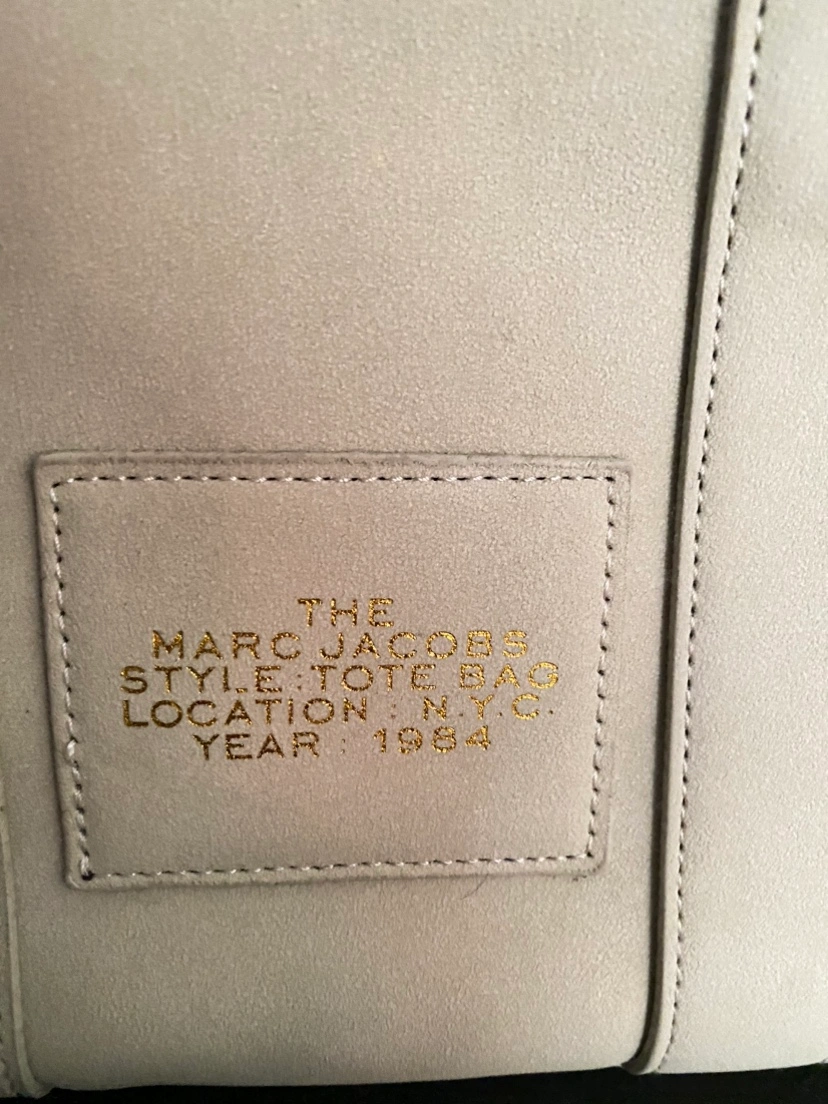 THE
MARC JACOBS
STYLE : TOTE BAG
LOCATION : N.Y.C.
YEAR : 1984